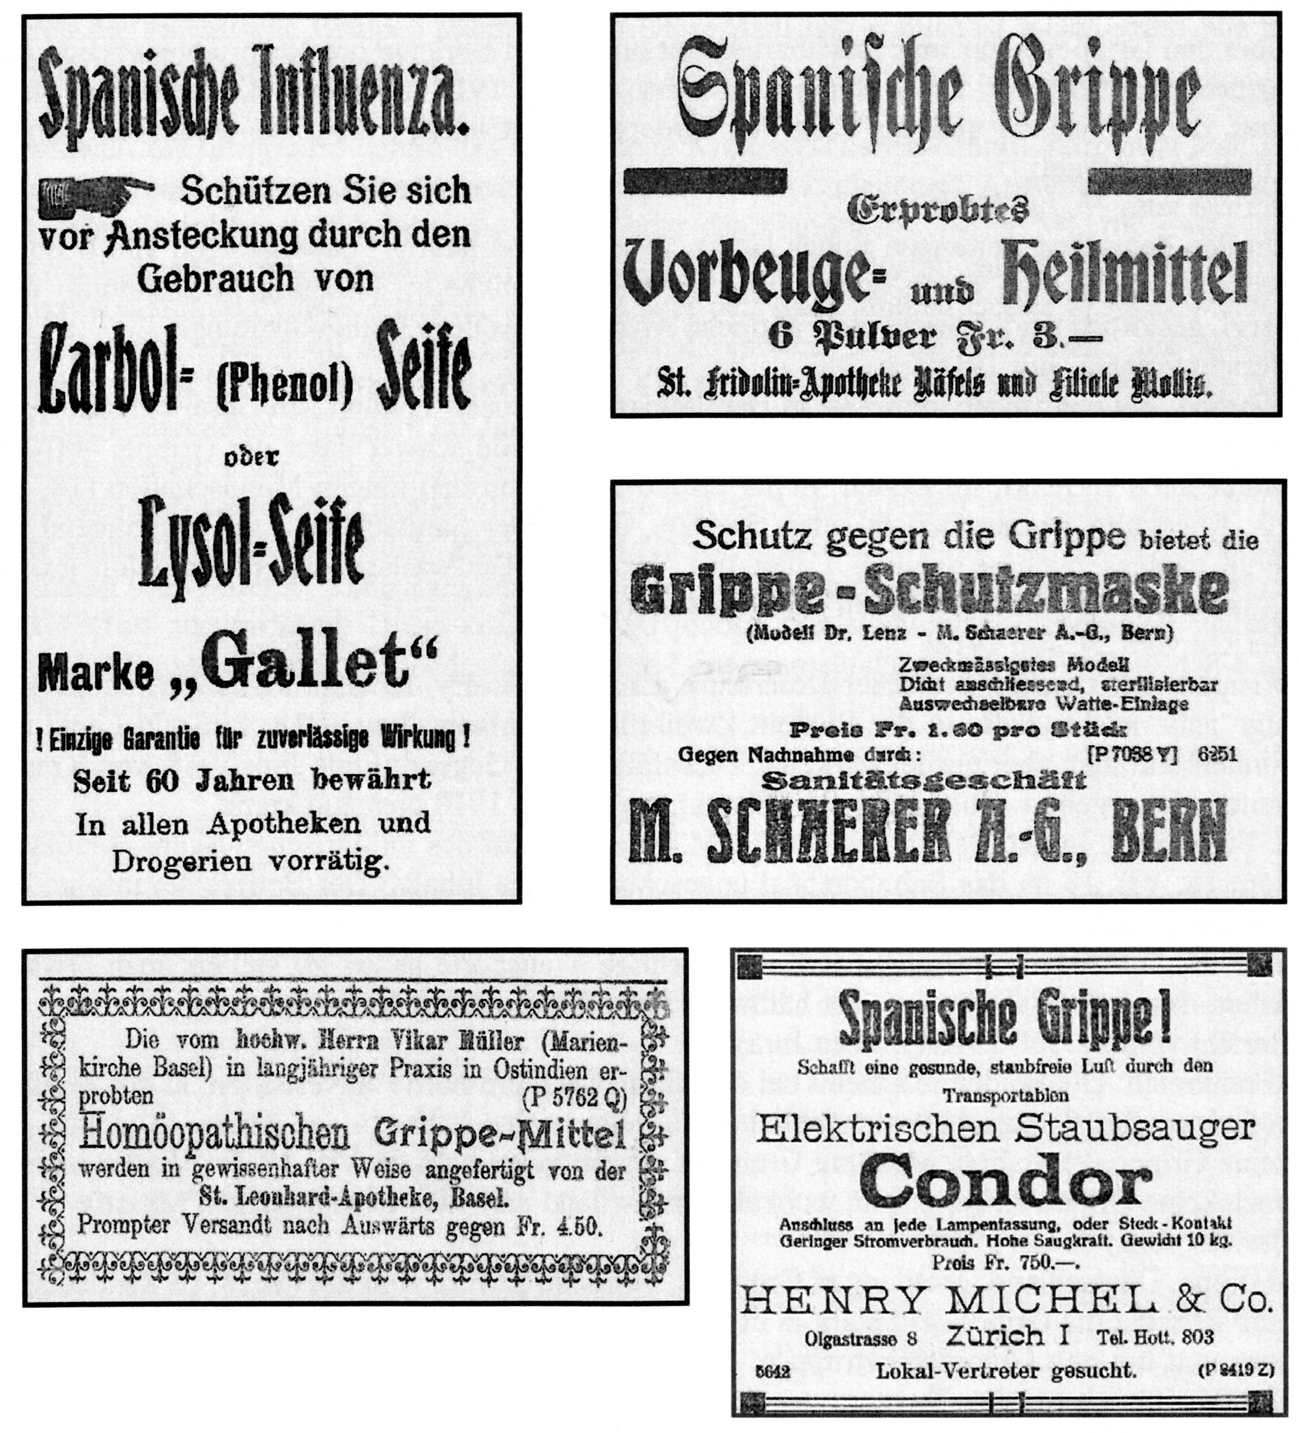 Spanische Influenza.
Schützen Sie sich
vor Ansteckung durch den
Gebrauch von
Carbol- (Phenol) Seife
oder
Lysol-Seife
Marke „Gallet“
! Einzige Garantie für zuverlässige Wirkung !
Seit 60 Jahren bewährt
In allen Apotheken und
Drogerien vorrätig.
Spanische Grippe
Erprobtes
Vorbeuge- und Heilmittel
6 Pulver Fr. 3.—
St. Fridolin-Apotheke Näfels und Filiale Mollis.
Schutz gegen die Grippe bietet die
Grippe-Schutzmaske
(Modell Dr. Lenz - M. Schaerer A.-G., Bern)
Zweckmässigstes Modell
Dicht anschliessend, sterilisierbar
Auswechselbare Watte-Einlage
Preis Fr. 1.60 pro Stück
Gegen Nachnahme durch: [P 7088 Y] 6251
Sanitätsgeschäft
M. SCHAERER A.-G., BERN
Die vom hochw. Herrn Vikar Müller (Marien-
kirche Basel) in langjähriger Praxis in Ostindien er-
probten (P 5762 Q)
Homöopathischen Grippe-Mittel
werden in gewissenhafter Weise angefertigt von der
St. Leonhard-Apotheke, Basel.
Prompter Versandt nach Auswärts gegen Fr. 4.50.
Spanische Grippe!
Schafft eine gesunde, staubfreie Luft durch den
Transportablen
Elektrischen Staubsauger
Condor
Anschluss an jede Lampenfassung, oder Steck-Kontakt
Geringer Stromverbrauch. Hohe Saugkraft. Gewicht 10 kg.
Preis Fr. 750.—.
HENRY MICHEL & Co.
Olgastrasse 8 Zürich I Tel. Hott. 803
5642 Lokal-Vertreter gesucht. (P 8419 Z)